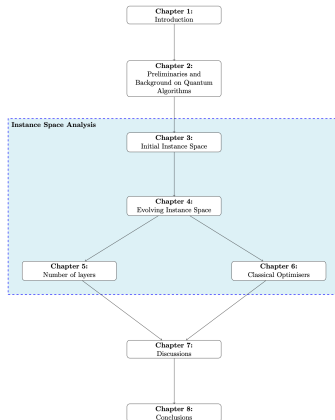 Chapter 1:
Introduction
Chapter 2:
Preliminaries and
Background on Quantum
Algorithms
Instance Space Analysis
Chapter 3:
Initial Instance Space
Chapter 4:
Evolving Instance Space
Chapter 5:
Number of layers
Chapter 6:
Classical Optimisers
Chapter 7:
Discussions
Chapter 8:
Conclusions